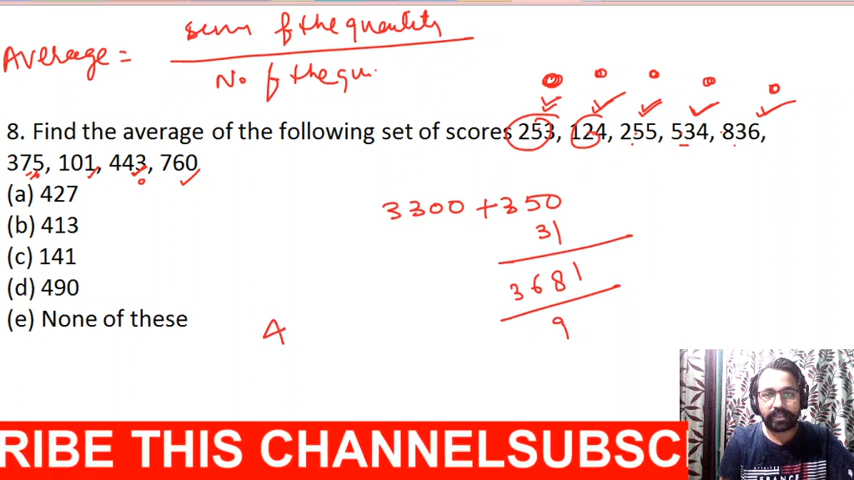 Average = sum of the quantity
No of the qu
8. Find the average of the following set of scores 253, 124, 255, 534, 836,
375, 101, 443, 760
(a) 427
(b) 413
(c) 141
(d) 490
(e) None of these
3300 + 350
31
3681
9
4
RIBE THIS CHANNELSUBSC
FRANCE